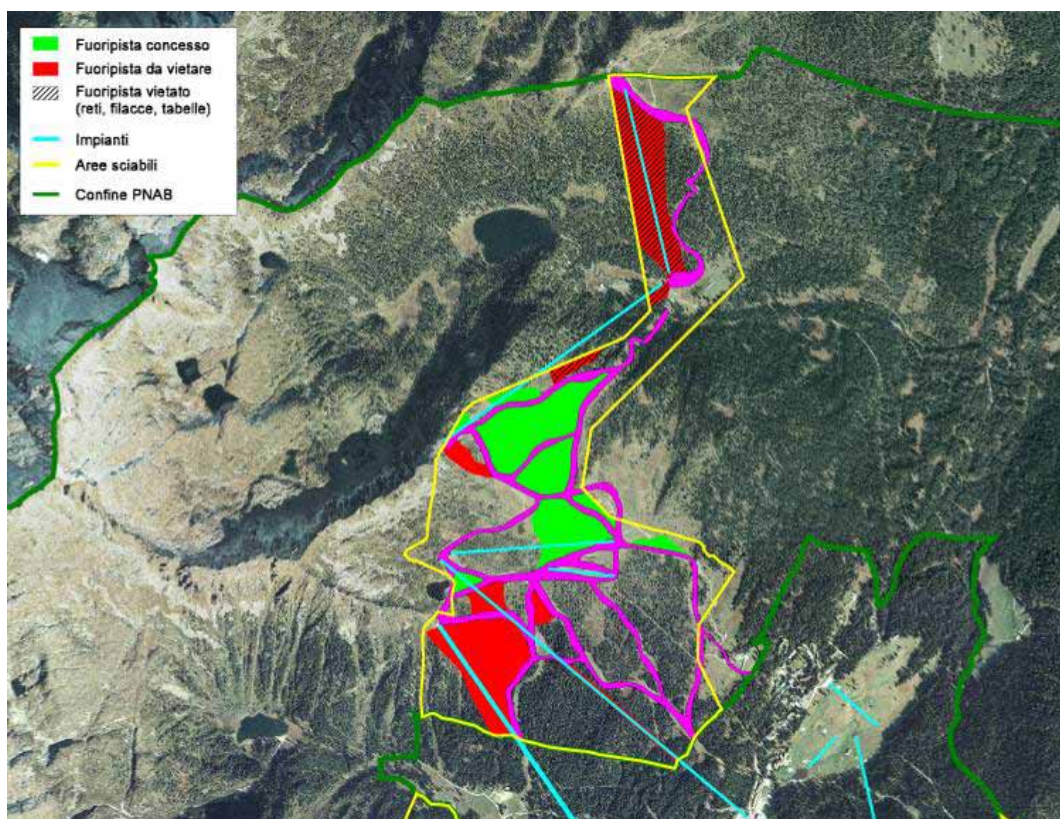 Fuoripista concesso
Fuoripista da vietare
Fuoripista vietato
(reti, filacce, tabelle)
Impianti
Aree sciabili
Confine PNAB